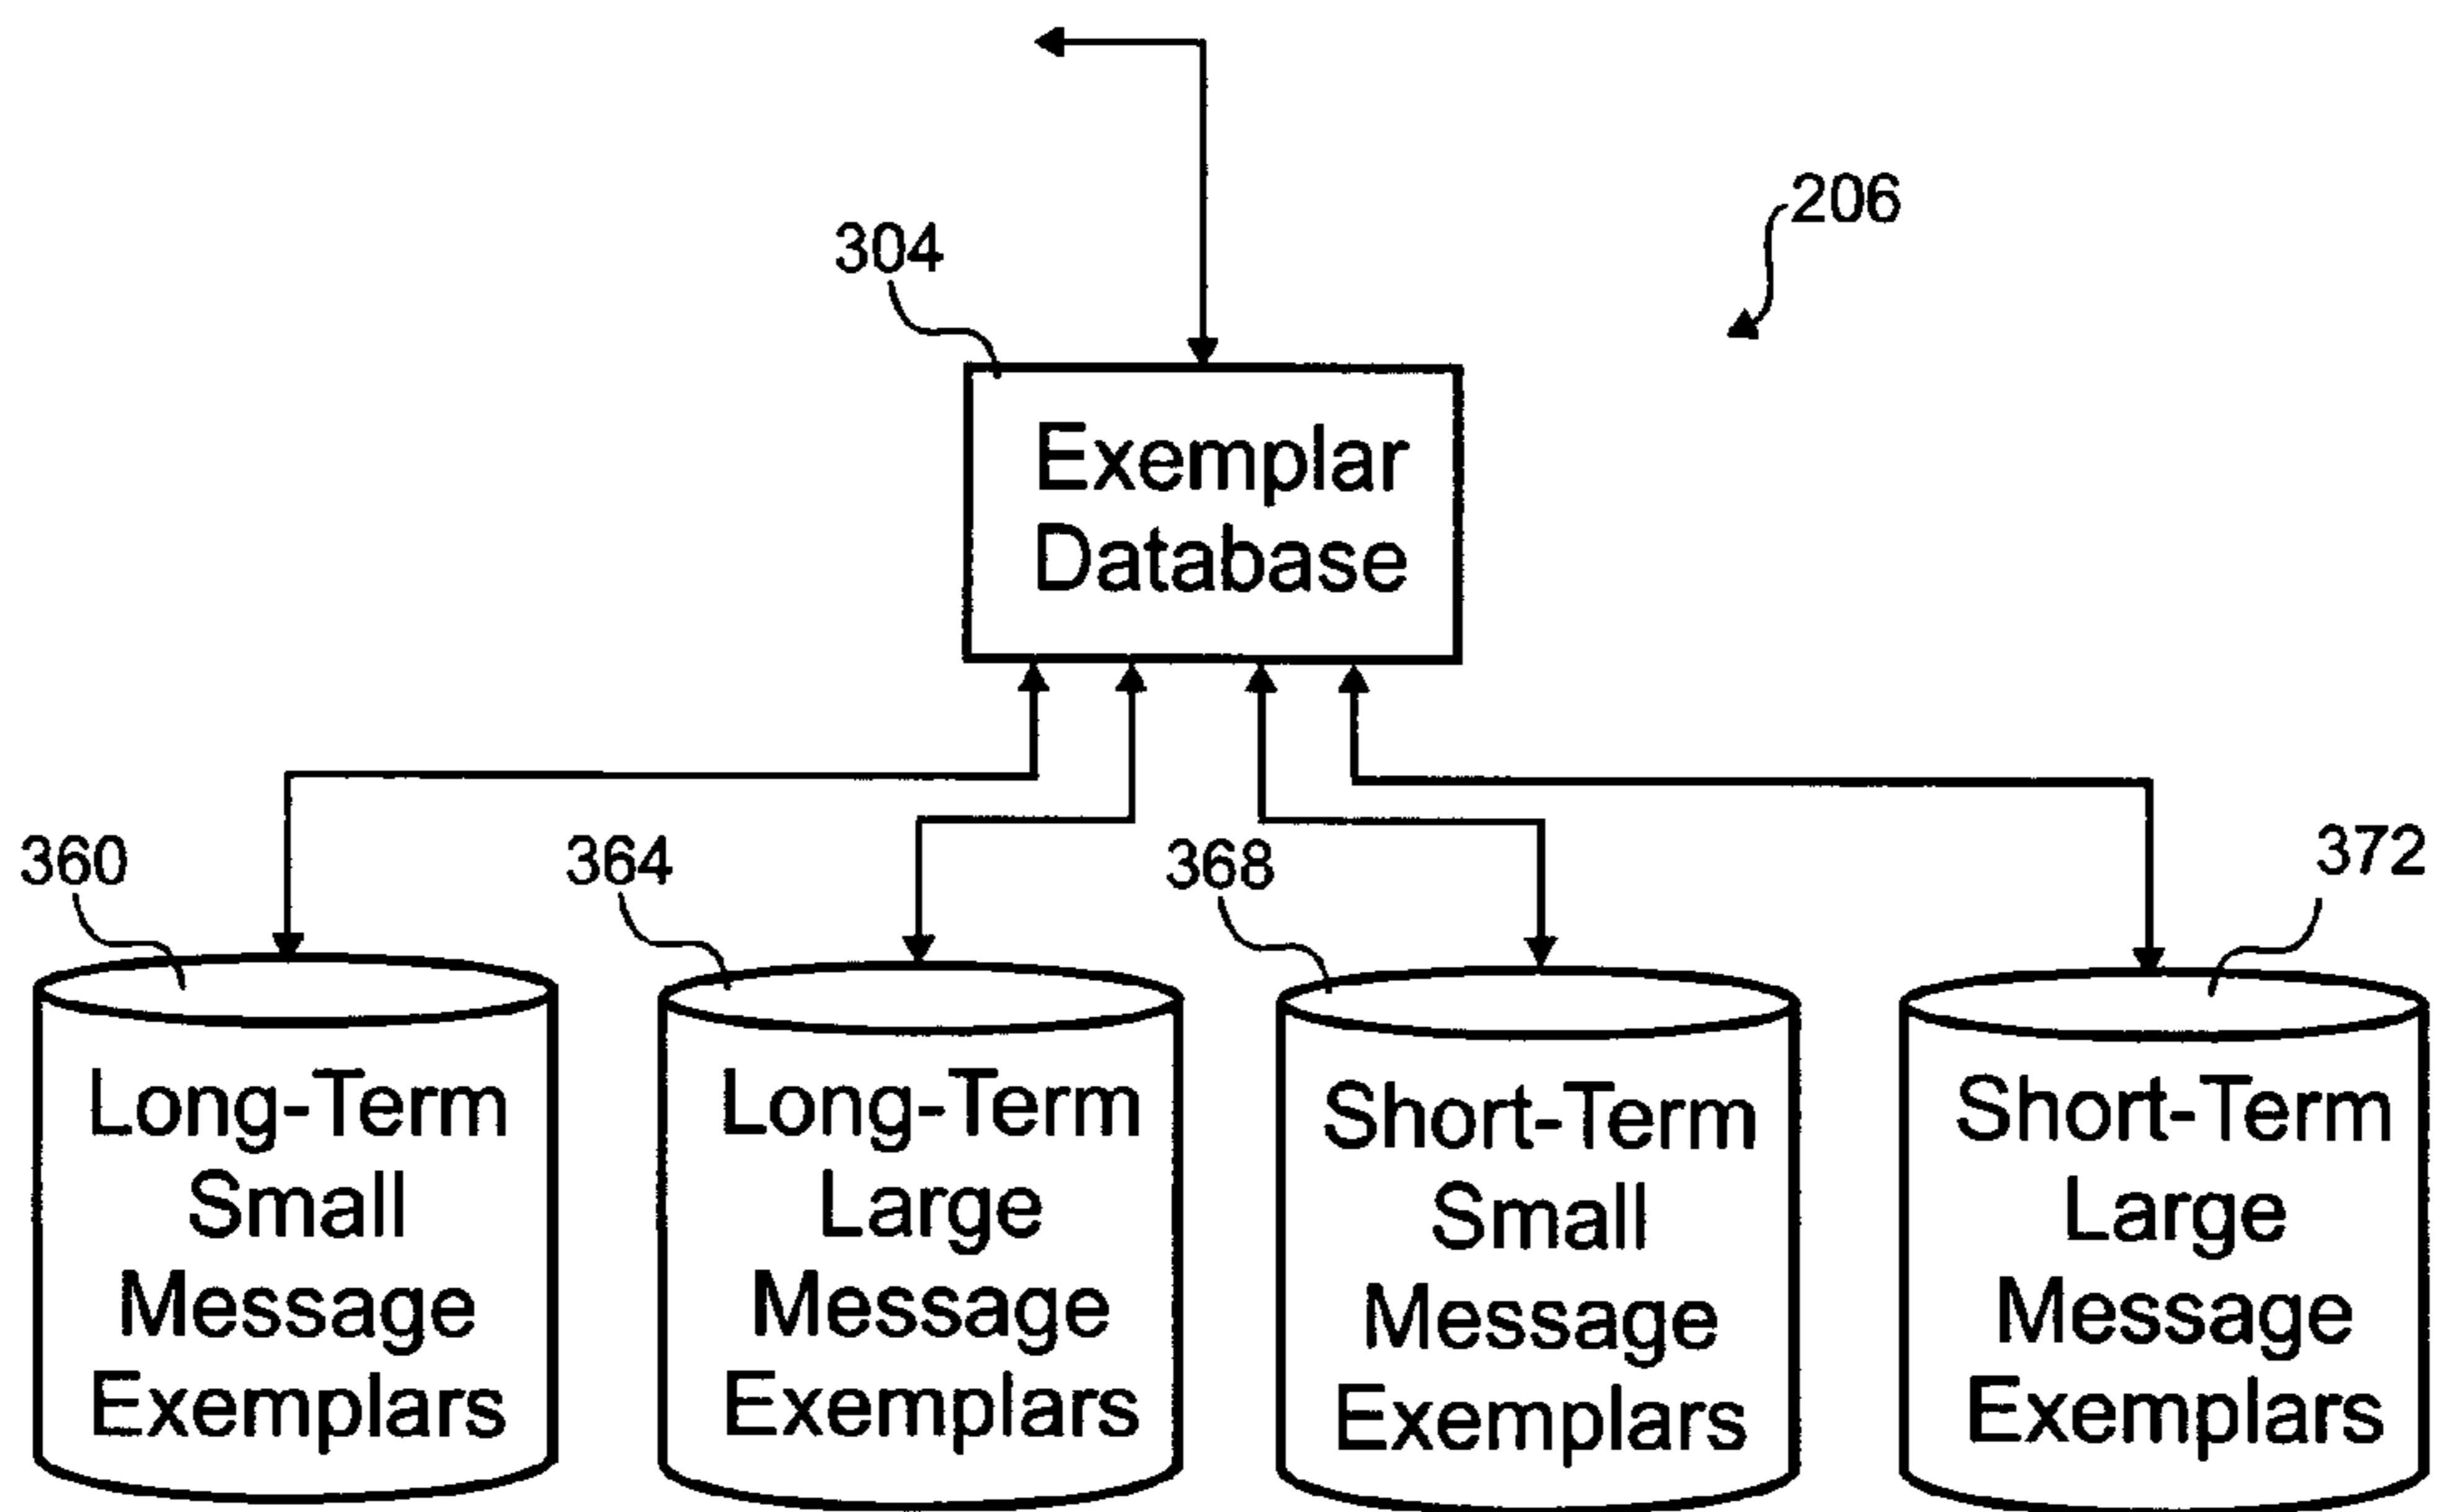 206
304
Exemplar
Database
360
364
368
372
Long-Term
Small
Message
Exemplars
Long-Term
Large
Message
Exemplars
Short-Term
Small
Message
Exemplars
Short-Term
Large
Message
Exemplars